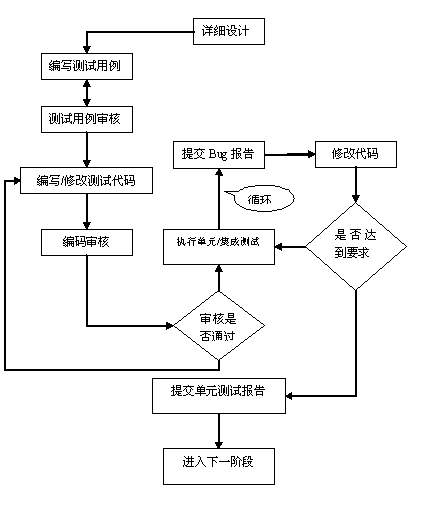 详细设计
编写测试用例
测试用例审核
提交 Bug 报告
修改代码
编写/修改测试代码
循环
编码审核
执行单元/集成测试
是 否 达
到要求
审核是
否通过
提交单元测试报告
进入下一阶段